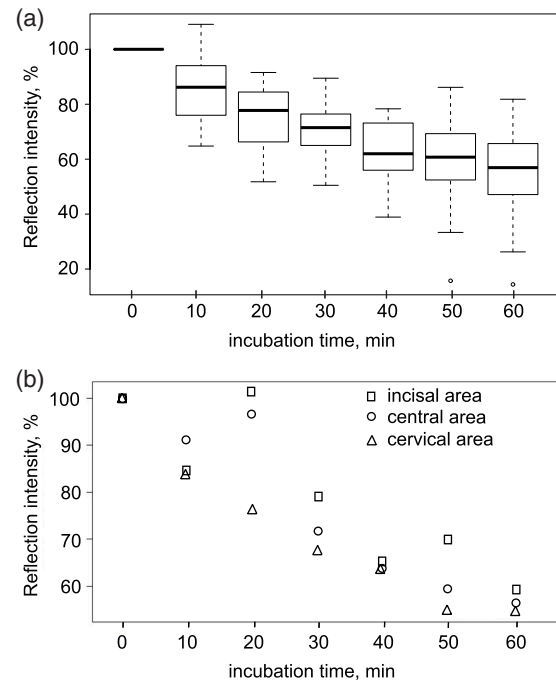 (a)
Reflection intensity, %
100
80
60
40
20
0 10 20 30 40 50 60
incubation time, min
(b)
Reflection intensity, %
100
90
80
70
60
incisal area
central area
cervical area
0 10 20 30 40 50 60
incubation time, min